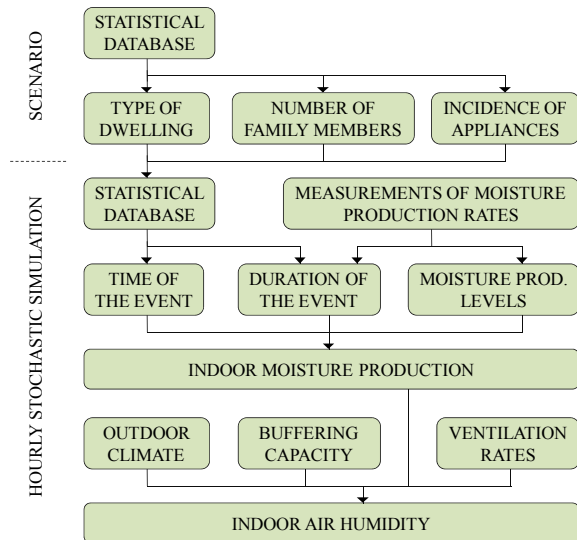 SCENARIO
STATISTICAL
DATABASE
TYPE OF
DWELLING
NUMBER OF
FAMILY MEMBERS
INCIDENCE OF
APPLIANCES
HOURLY STOCHASTIC SIMULATION
STATISTICAL
DATABASE
MEASUREMENTS OF MOISTURE
PRODUCTION RATES
TIME OF
THE EVENT
DURATION OF
THE EVENT
MOISTURE PROD.
LEVELS
INDOOR MOISTURE PRODUCTION
OUTDOOR
CLIMATE
BUFFERING
CAPACITY
VENTILATION
RATES
INDOOR AIR HUMIDITY